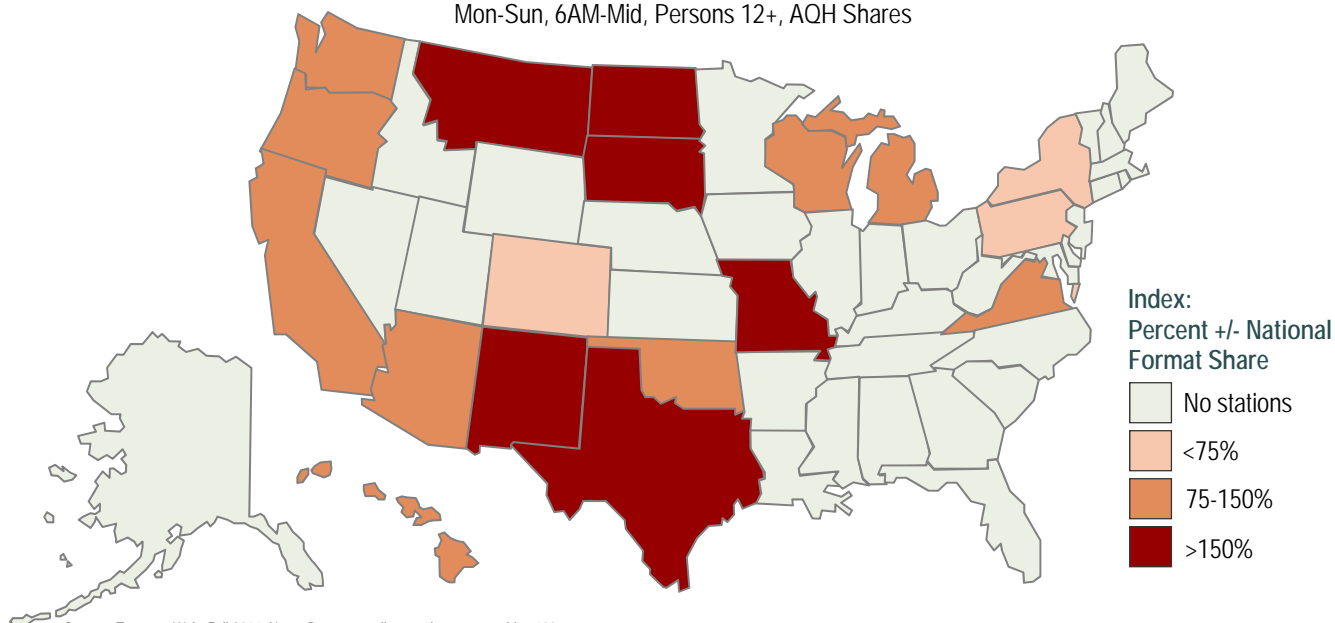 Mon-Sun, 6AM-Mid, Persons 12+, AQH Shares
Index:
Percent +/- National
Format Share
No stations
<75%
75-150%
>150%